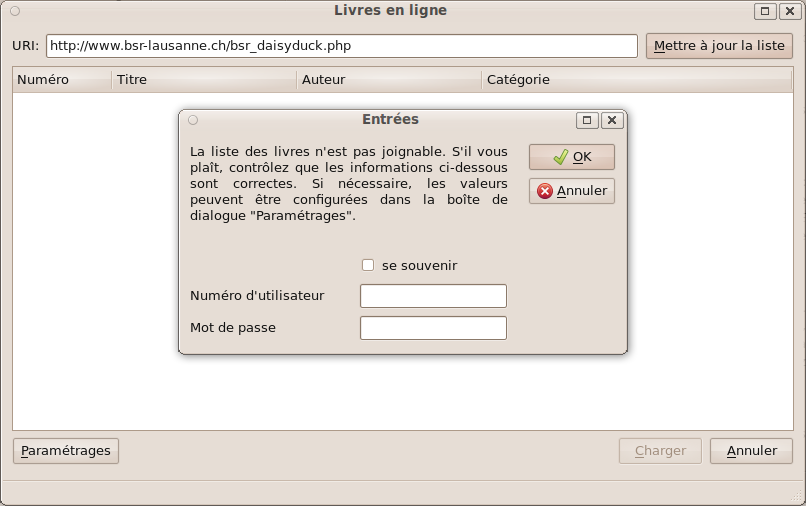 Livres en ligne
URI: http://www.bsr-lausanne.ch/bsr_daisyduck.php Mettre à jour la liste
Numéro Titre Auteur Catégorie
Entrées
La liste des livres n'est pas joignable. S'il vous
plaît, contrôlez que les informations ci-dessous
sont correctes. Si nécessaire, les valeurs
peuvent être configurées dans la boîte de
dialogue "Paramétrages".
OK
Annuler
se souvenir
Numéro d'utilisateur
Mot de passe
Paramétrages Charger Annuler